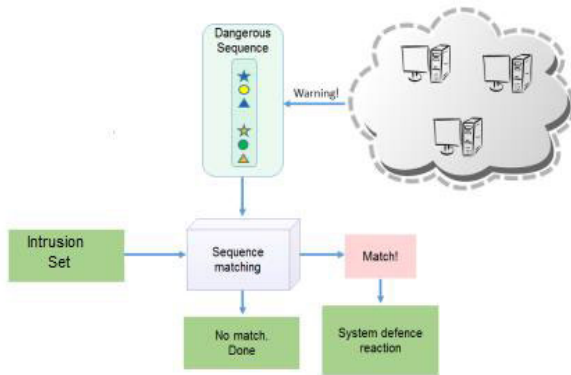 Dangerous
Sequence
Warning!
Intrusion
Set
Sequence
matching
Match!
No match.
Done
System defence
reaction